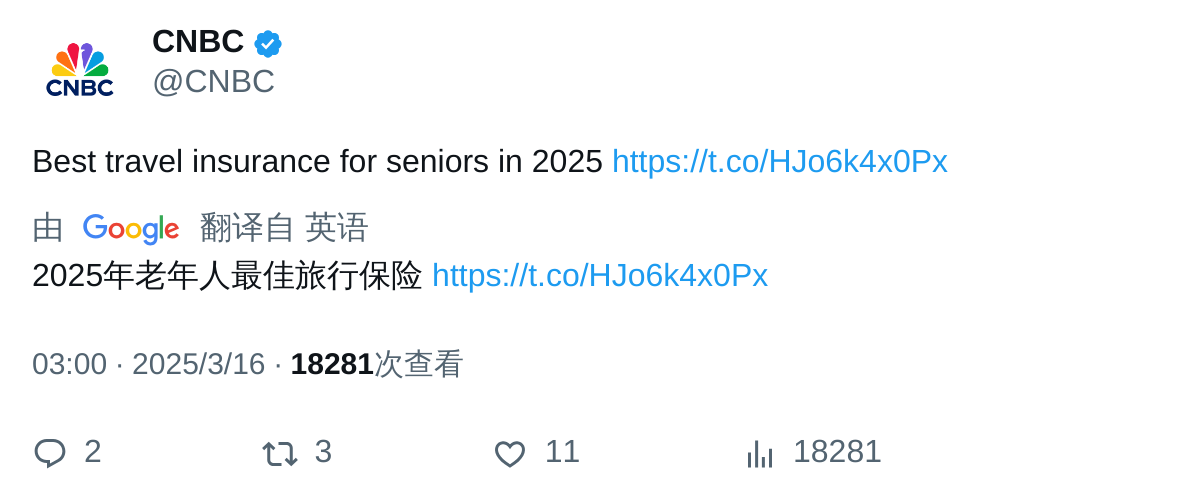 CNBC
CNBC
@CNBC
Best travel insurance for seniors in 2025 https://t.co/HJo6k4x0Px
由 Google 翻译自 英语
2025年老年人最佳旅行保险 https://t.co/HJo6k4x0Px
03:00 · 2025/3/16 · 18281次查看
2 3 11 18281